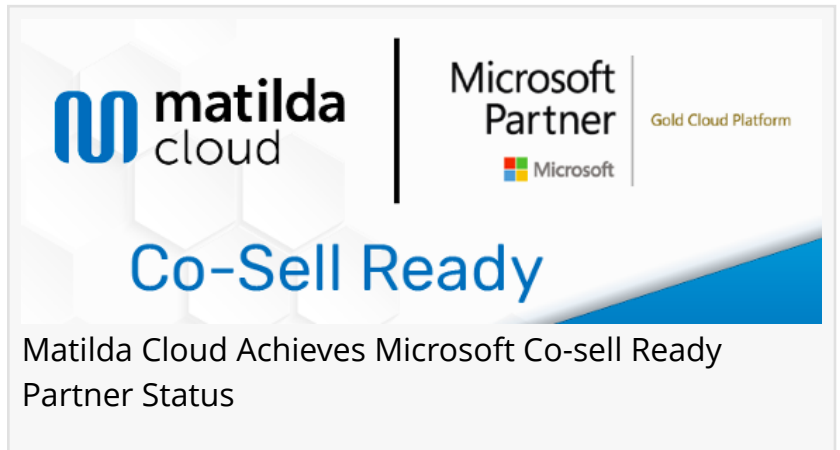 matilda
cloud
Microsoft
Partner
Microsoft
Gold Cloud Platform
Co-Sell Ready
Matilda Cloud Achieves Microsoft Co-sell Ready
Partner Status